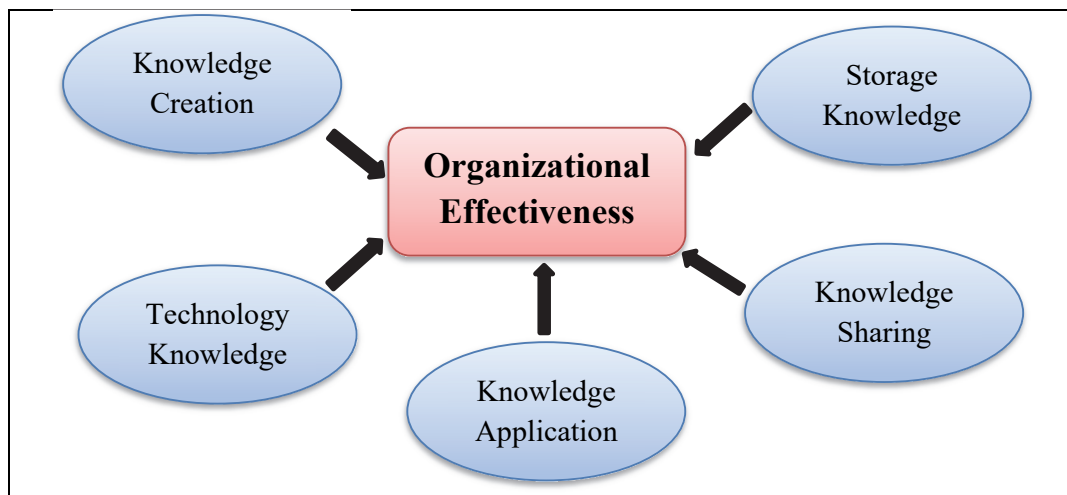 Knowledge
Creation
Storage
Knowledge
Organizational
Effectiveness
Technology
Knowledge
Knowledge
Sharing
Knowledge
Application